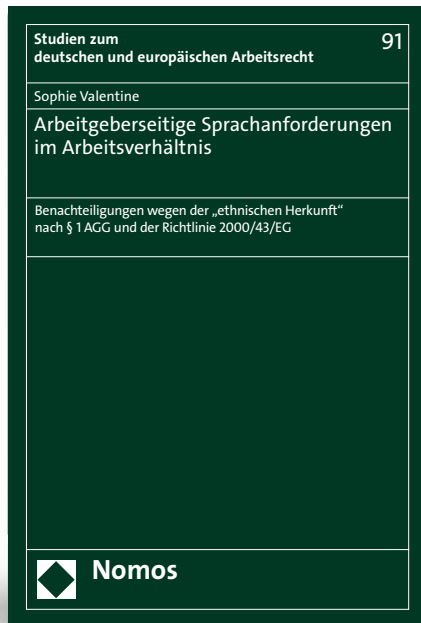 Studien zum
deutschen und europäischen Arbeitsrecht
91
Sophie Valentine
Arbeitgeberseitige Sprachanforderungen
im Arbeitsverhältnis
Benachteiligungen wegen der „ethnischen Herkunft“
nach § 1 AGG und der Richtlinie 2000/43/EG
Nomos